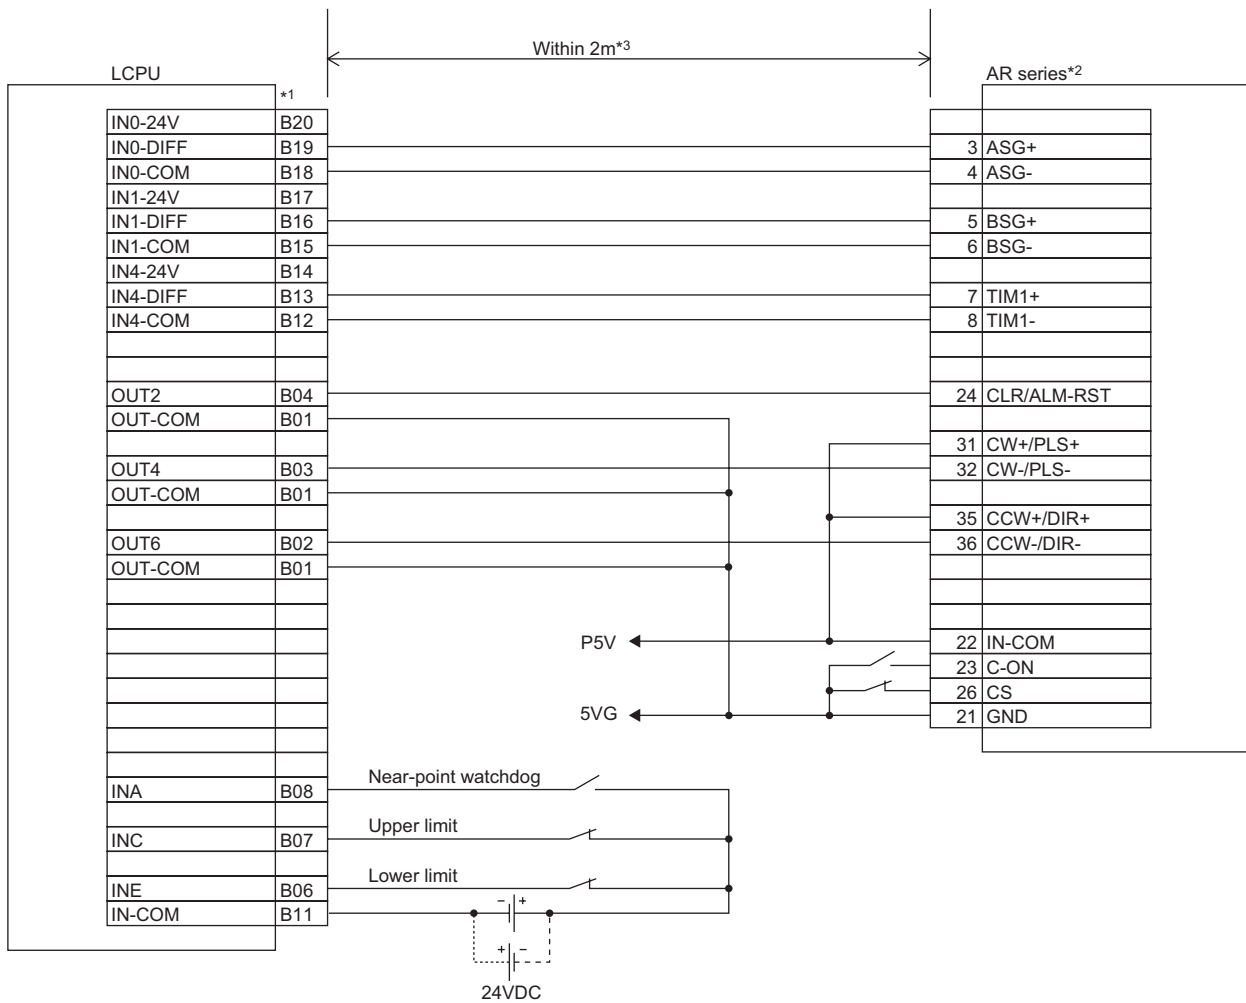 Within 2m*3
LCPU
AR series*2
*1
IN0-24V B20
IN0-DIFF B19 3 ASG+
IN0-COM B18 4 ASG-
IN1-24V B17
IN1-DIFF B16 5 BSG+
IN1-COM B15 6 BSG-
IN4-24V B14
IN4-DIFF B13 7 TIM1+
IN4-COM B12 8 TIM1-
OUT2 B04 24 CLR/ALM-RST
OUT-COM B01
31 CW+/PLS+
OUT4 B03 32 CW-/PLS-
OUT-COM B01
35 CCW+/DIR+
OUT6 B02 36 CCW-/DIR-
OUT-COM B01
P5V 22 IN-COM
23 C-ON
26 CS
5VG 21 GND
Near-point watchdog
INA B08
Upper limit
INC B07
Lower limit
INE B06
- +
IN-COM B11
+ -
24VDC